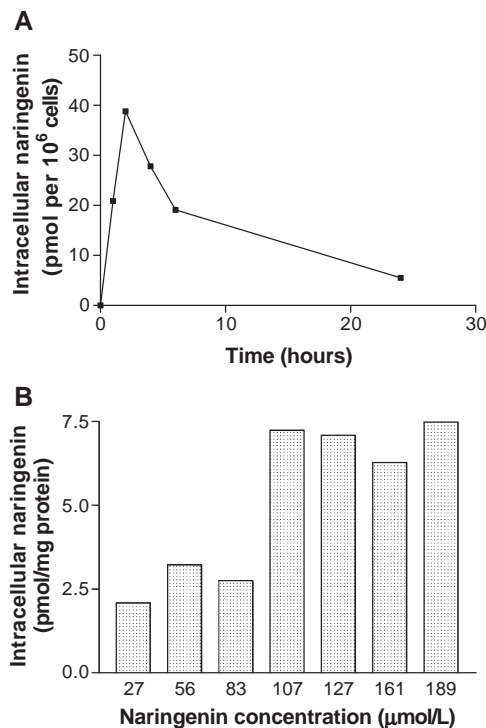 A
Intracellular naringenin
(pmol per 10⁶ cells)
50
40
30
20
10
0
0 10 20 30
Time (hours)
B
Intracellular naringenin
(pmol/mg protein)
7.5
5.0
2.5
0.0
27 56 83 107 127 161 189
Naringenin concentration (μmol/L)